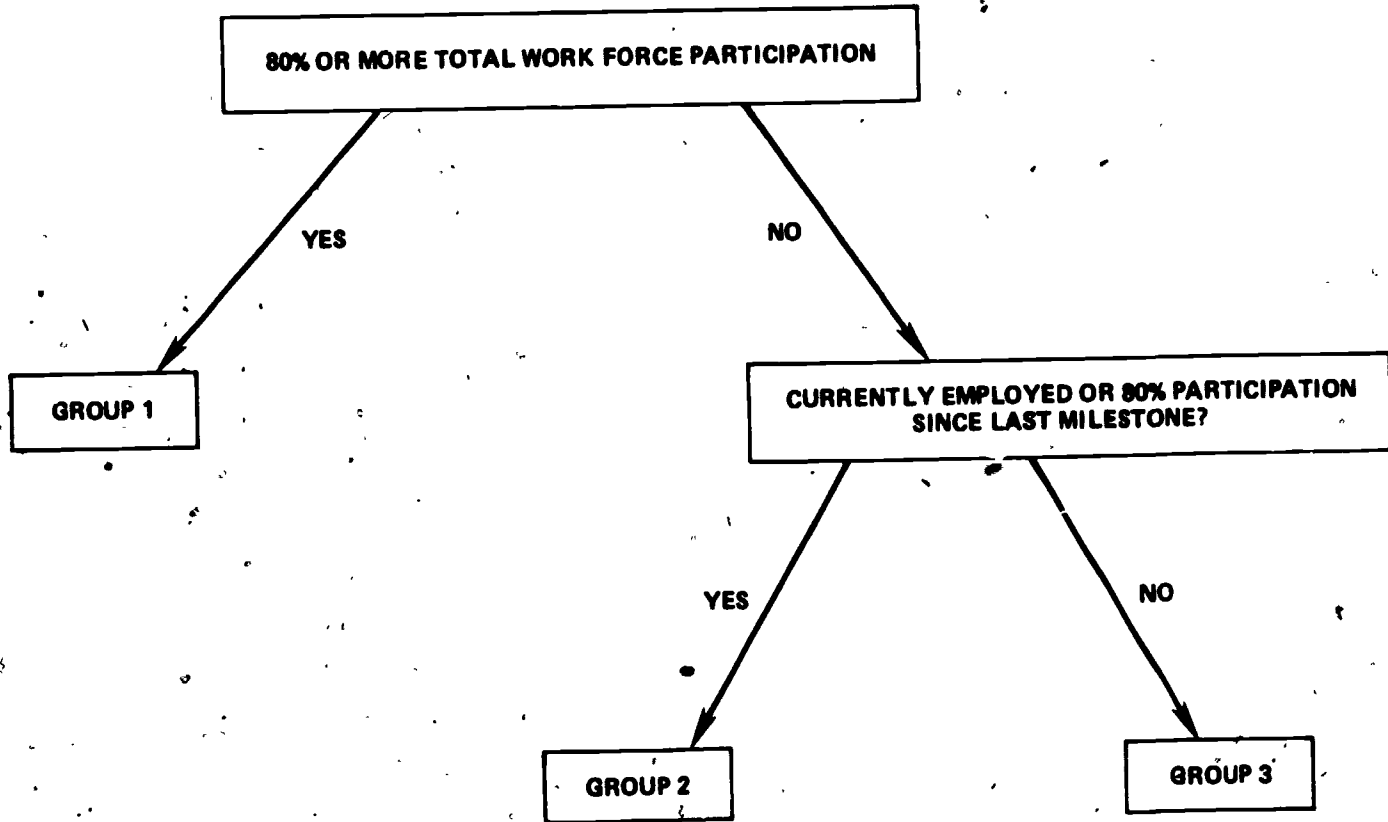 80% OR MORE TOTAL WORK FORCE PARTICIPATION
YES
NO
GROUP 1
CURRENTLY EMPLOYED OR 80% PARTICIPATION
SINCE LAST MILESTONE?
YES
NO
GROUP 2
GROUP 3